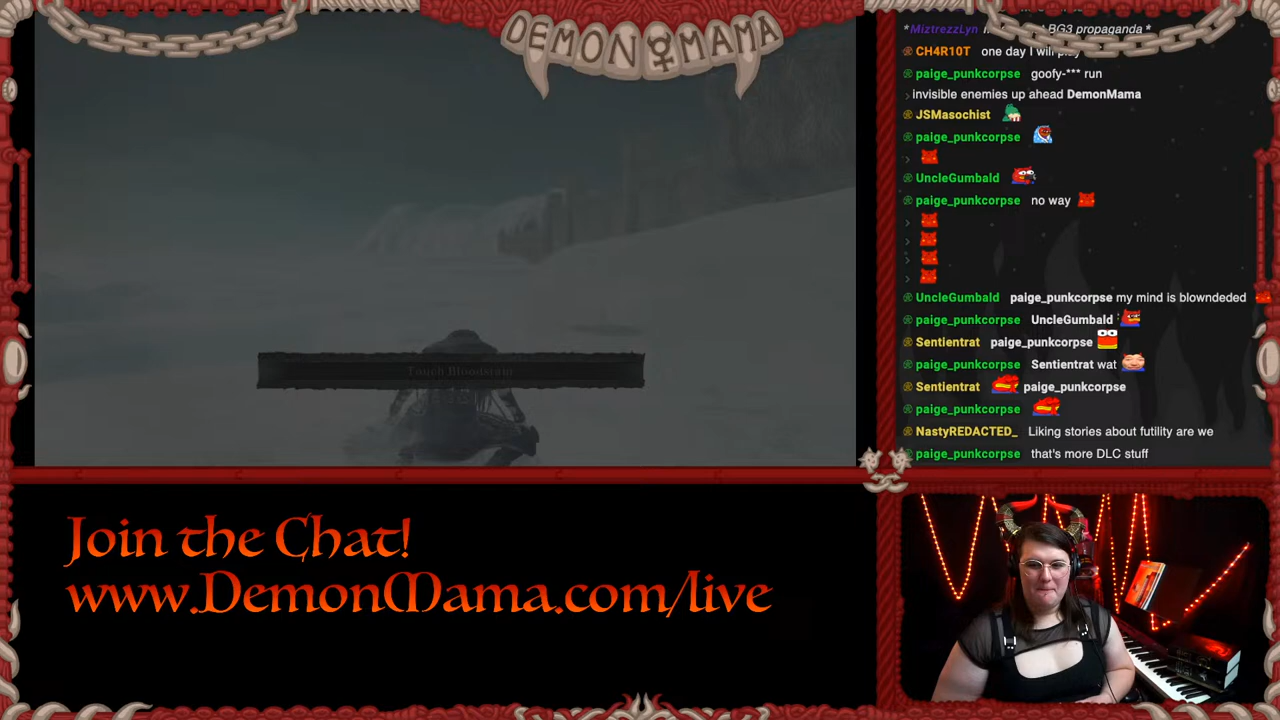 DEMON MAMA
*MiztrezzLyn BG3 propaganda*
CH4R10T one day I will
paige_punkcorpse goofy-*** run
invisible enemies up ahead DemonMama
JSMasochist
paige_punkcorpse
UncleGumbald
paige_punkcorpse no way
UncleGumbald paige_punkcorpse my mind is blowndeded
paige_punkcorpse UncleGumbald
Sentientrat paige_punkcorpse
paige_punkcorpse Sentientrat wat
Sentientrat paige_punkcorpse
paige_punkcorpse
NastyREDACTED_ Liking stories about futility are we
paige_punkcorpse that's more DLC stuff
Touch Bloodstain
Join the Chat!
www.DemonMama.com/live